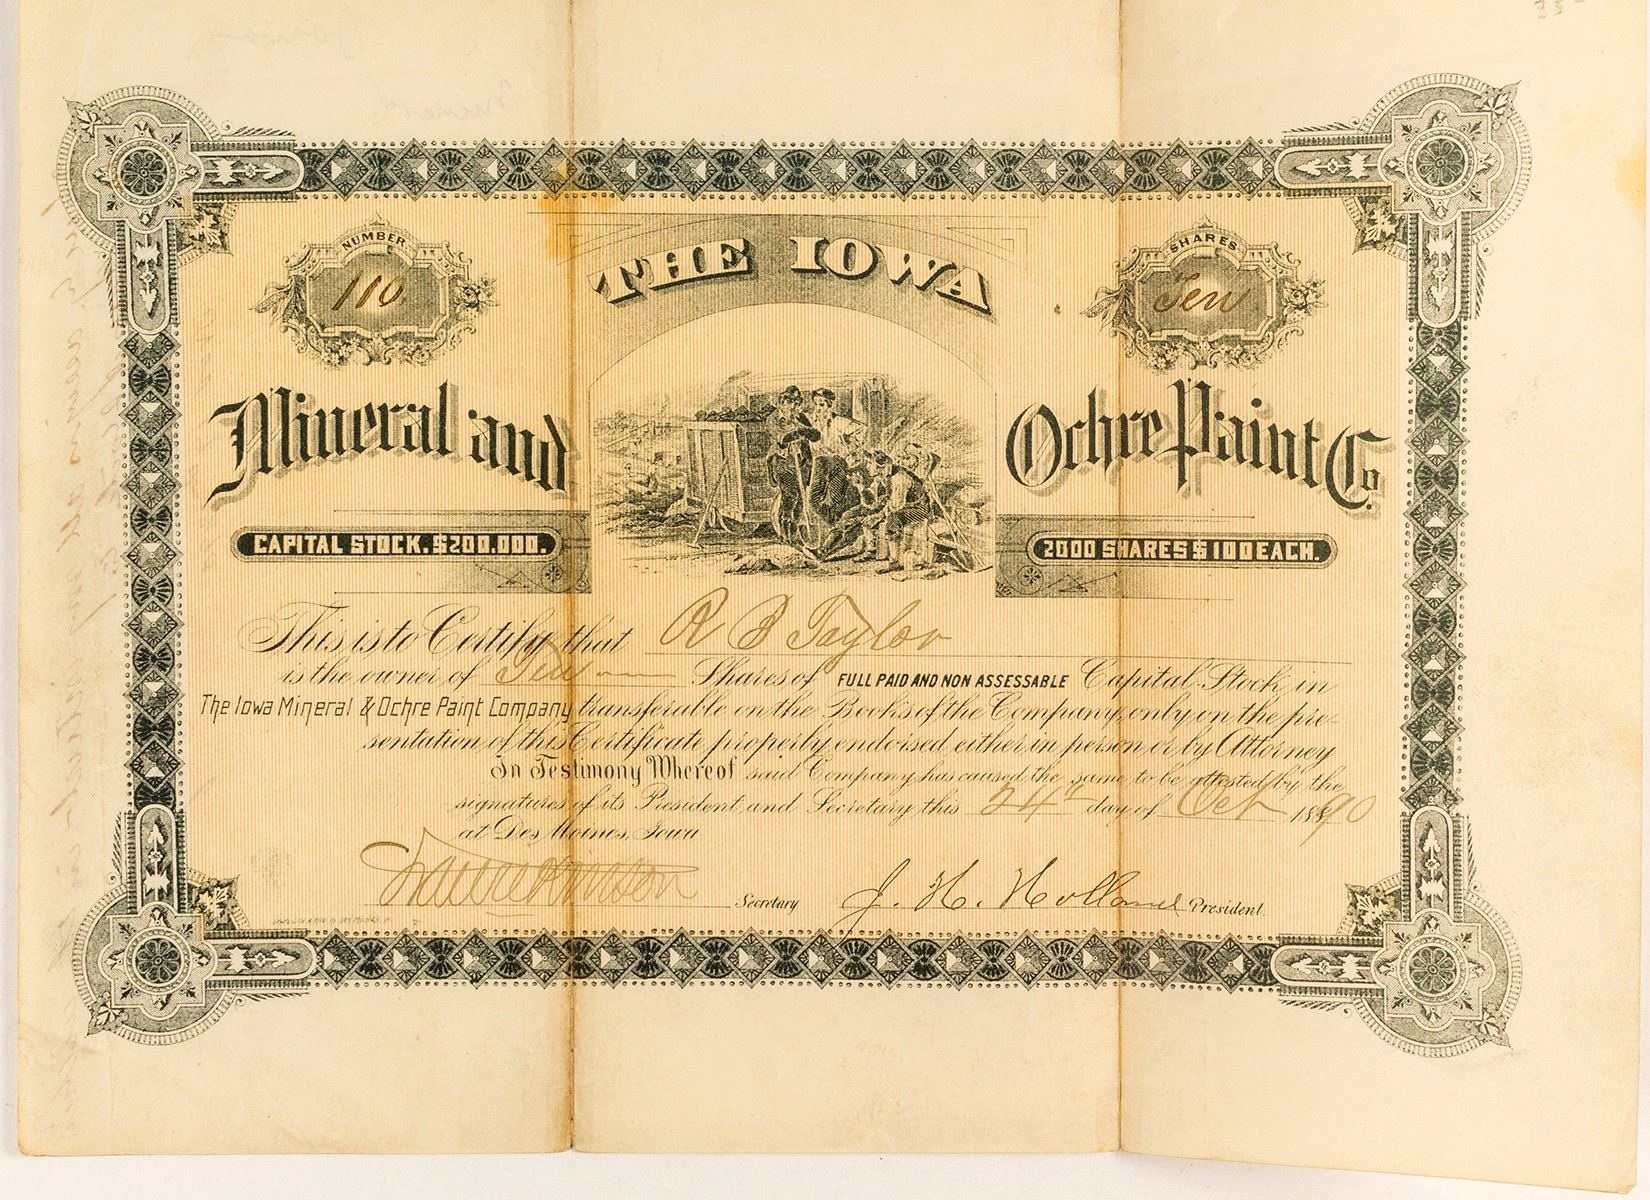 NUMBER
110
THE IOWA
SHARES
Ten
Mineral and Ochre Paint Co.
CAPITAL STOCK. $200,000.
2000 SHARES $100 EACH.
This is to Certify that R B Taylor
is the owner of Ten Shares of FULL PAID AND NON ASSESSABLE Capital Stock in
The Iowa Mineral & Ochre Paint Company transferable on the Books of the Company, only on the pre-
sentation of this Certificate properly endorsed either in person or by Attorney
In Testimony Whereof said Company has caused the same to be attested by the
signatures of its President and Secretary this 24th day of Oct 1890
at Des Moines, Iowa
Secretary
J. H. Holland President.